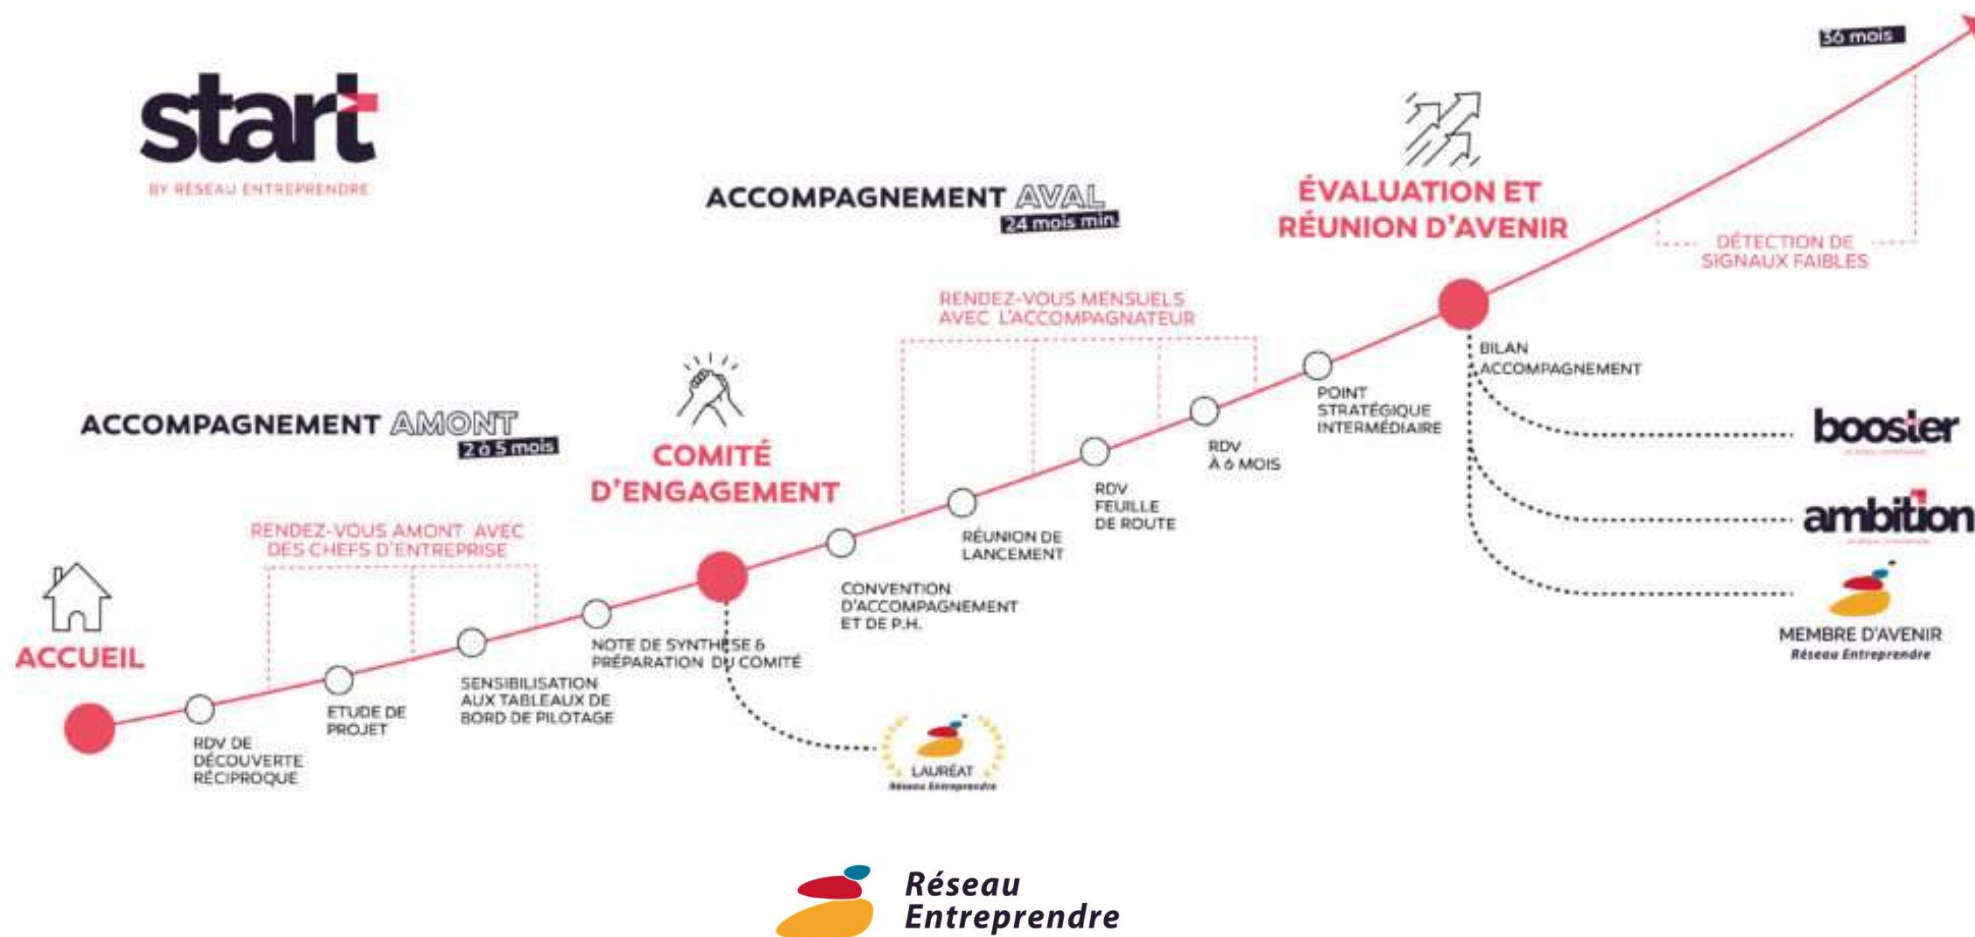 start
BY RÉSEAU ENTREPRENDRE
ACCUEIL
RDV DE
DÉCOUVERTE
RÉCIPROQUE
ACCOMPAGNEMENT AMONT
2 à 5 mois
RENDEZ-VOUS AMONT AVEC
DES CHEFS D'ENTREPRISE
ETUDE DE
PROJET
SENSIBILISATION
AUX TABLEAUX DE
BORD DE PILOTAGE
NOTE DE SYNTHÈSE &
PRÉPARATION DU COMITÉ
COMITÉ
D'ENGAGEMENT
LAURÉAT
Réseau Entreprendre
ACCOMPAGNEMENT AVAL
24 mois min.
CONVENTION
D'ACCOMPAGNEMENT
ET DE P.H.
RENDEZ-VOUS MENSUELS
AVEC L'ACCOMPAGNATEUR
RÉUNION DE
LANCEMENT
RDV
FEUILLE
DE ROUTE
RDV
À 6 MOIS
POINT
STRATÉGIQUE
INTERMÉDIAIRE
ÉVALUATION ET
RÉUNION D'AVENIR
BILAN
ACCOMPAGNEMENT
booster
ambition
MEMBRE D'AVENIR
Réseau Entreprendre
DÉTECTION DE
SIGNAUX FAIBLES
36 mois
Réseau
Entreprendre